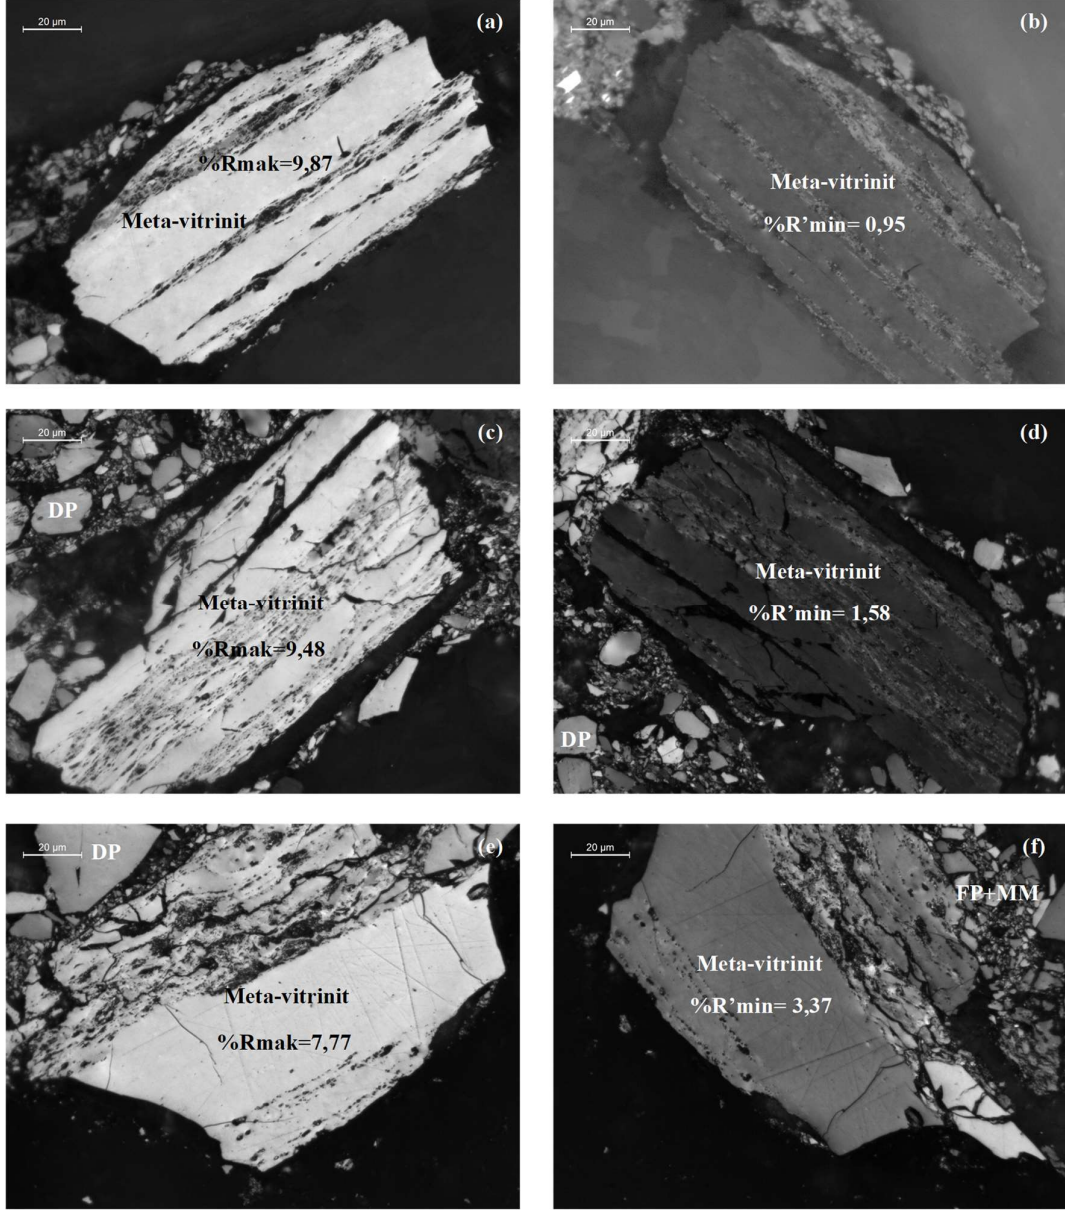 20 µm
(a)
%Rmak=9,87
Meta-vitrinit
20 µm
(b)
Meta-vitrinit
%R’min= 0,95
20 µm
(c)
DP
Meta-vitrinit
%Rmak=9,48
20 µm
(d)
Meta-vitrinit
%R’min= 1,58
DP
20 µm
(e)
DP
Meta-vitrinit
%Rmak=7,77
20 µm
(f)
FP+MM
Meta-vitrinit
%R’min= 3,37